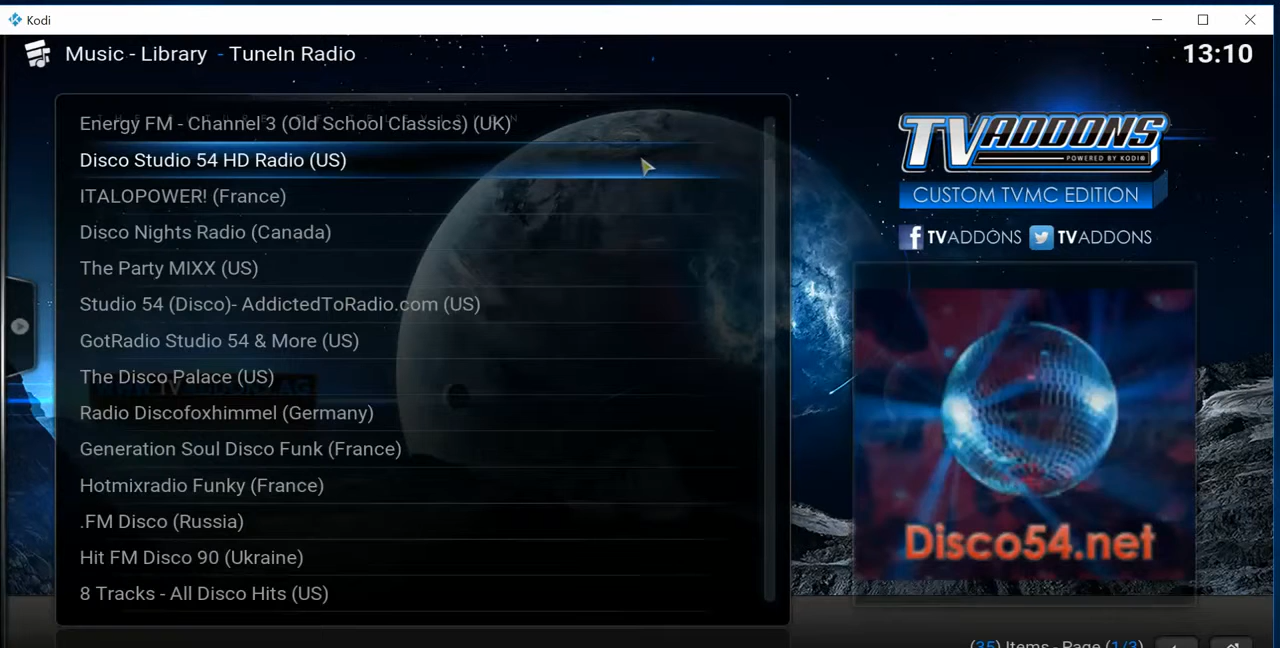 Kodi
Music - Library - TuneIn Radio
13:10
Energy FM - Channel 3 (Old School Classics) (UK)
Disco Studio 54 HD Radio (US)
ITALOPOWER! (France)
Disco Nights Radio (Canada)
The Party MIXX (US)
Studio 54 (Disco)- AddictedToRadio.com (US)
GotRadio Studio 54 & More (US)
The Disco Palace (US)
Radio Discofoxhimmel (Germany)
Generation Soul Disco Funk (France)
Hotmixradio Funky (France)
.FM Disco (Russia)
Hit FM Disco 90 (Ukraine)
8 Tracks - All Disco Hits (US)
TVADDONS
POWERED BY KODI®
CUSTOM TVMC EDITION
f TVADDONS TVADDONS
Disco54.net
(35) Items - Page (1/3)